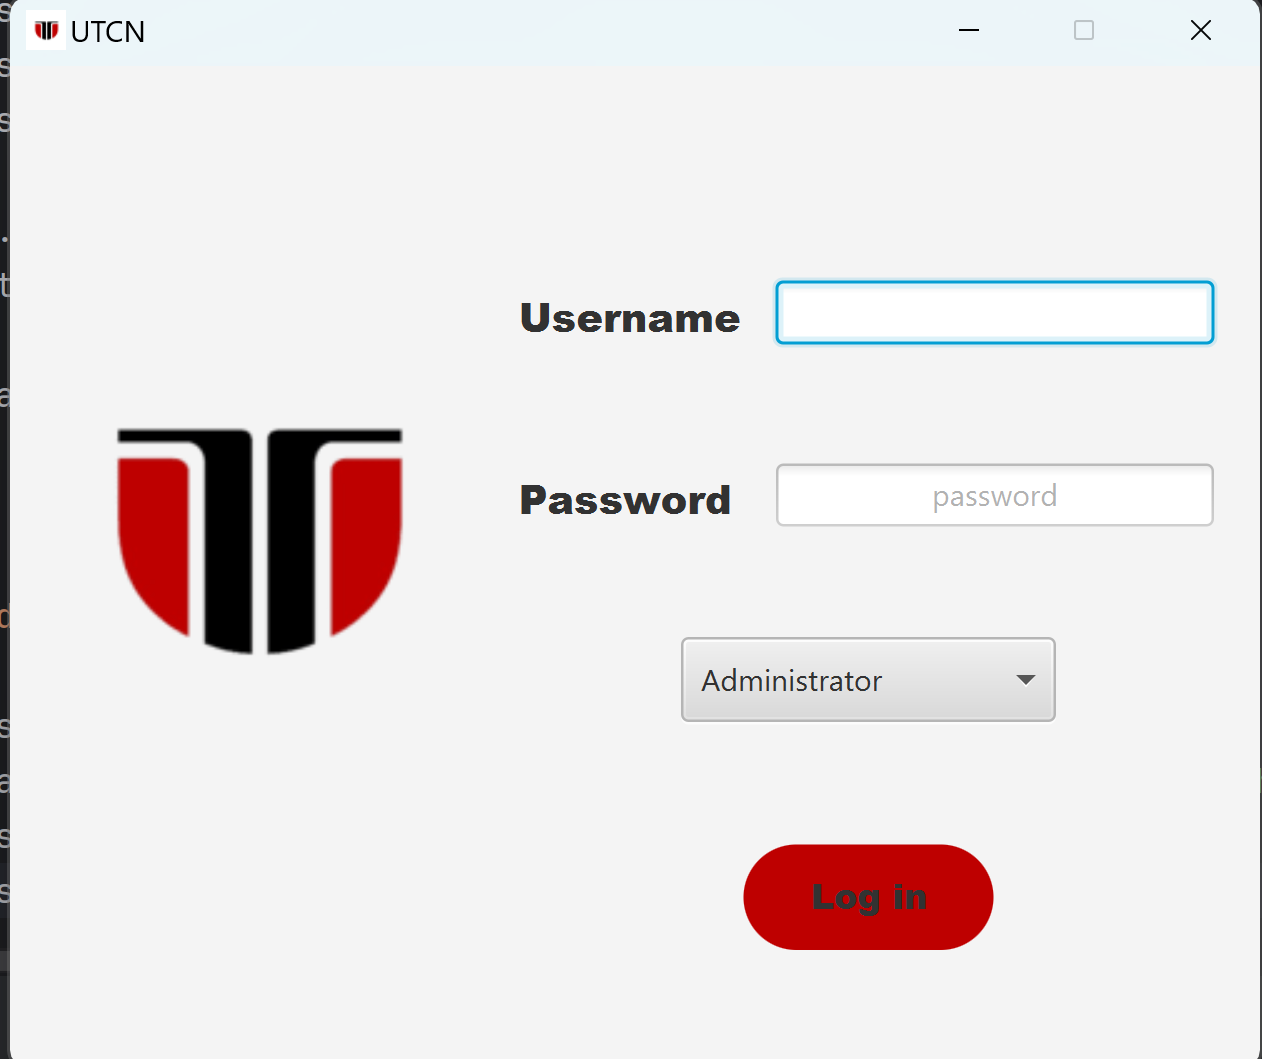 UTCN
Username
Password
password
Administrator
Log in